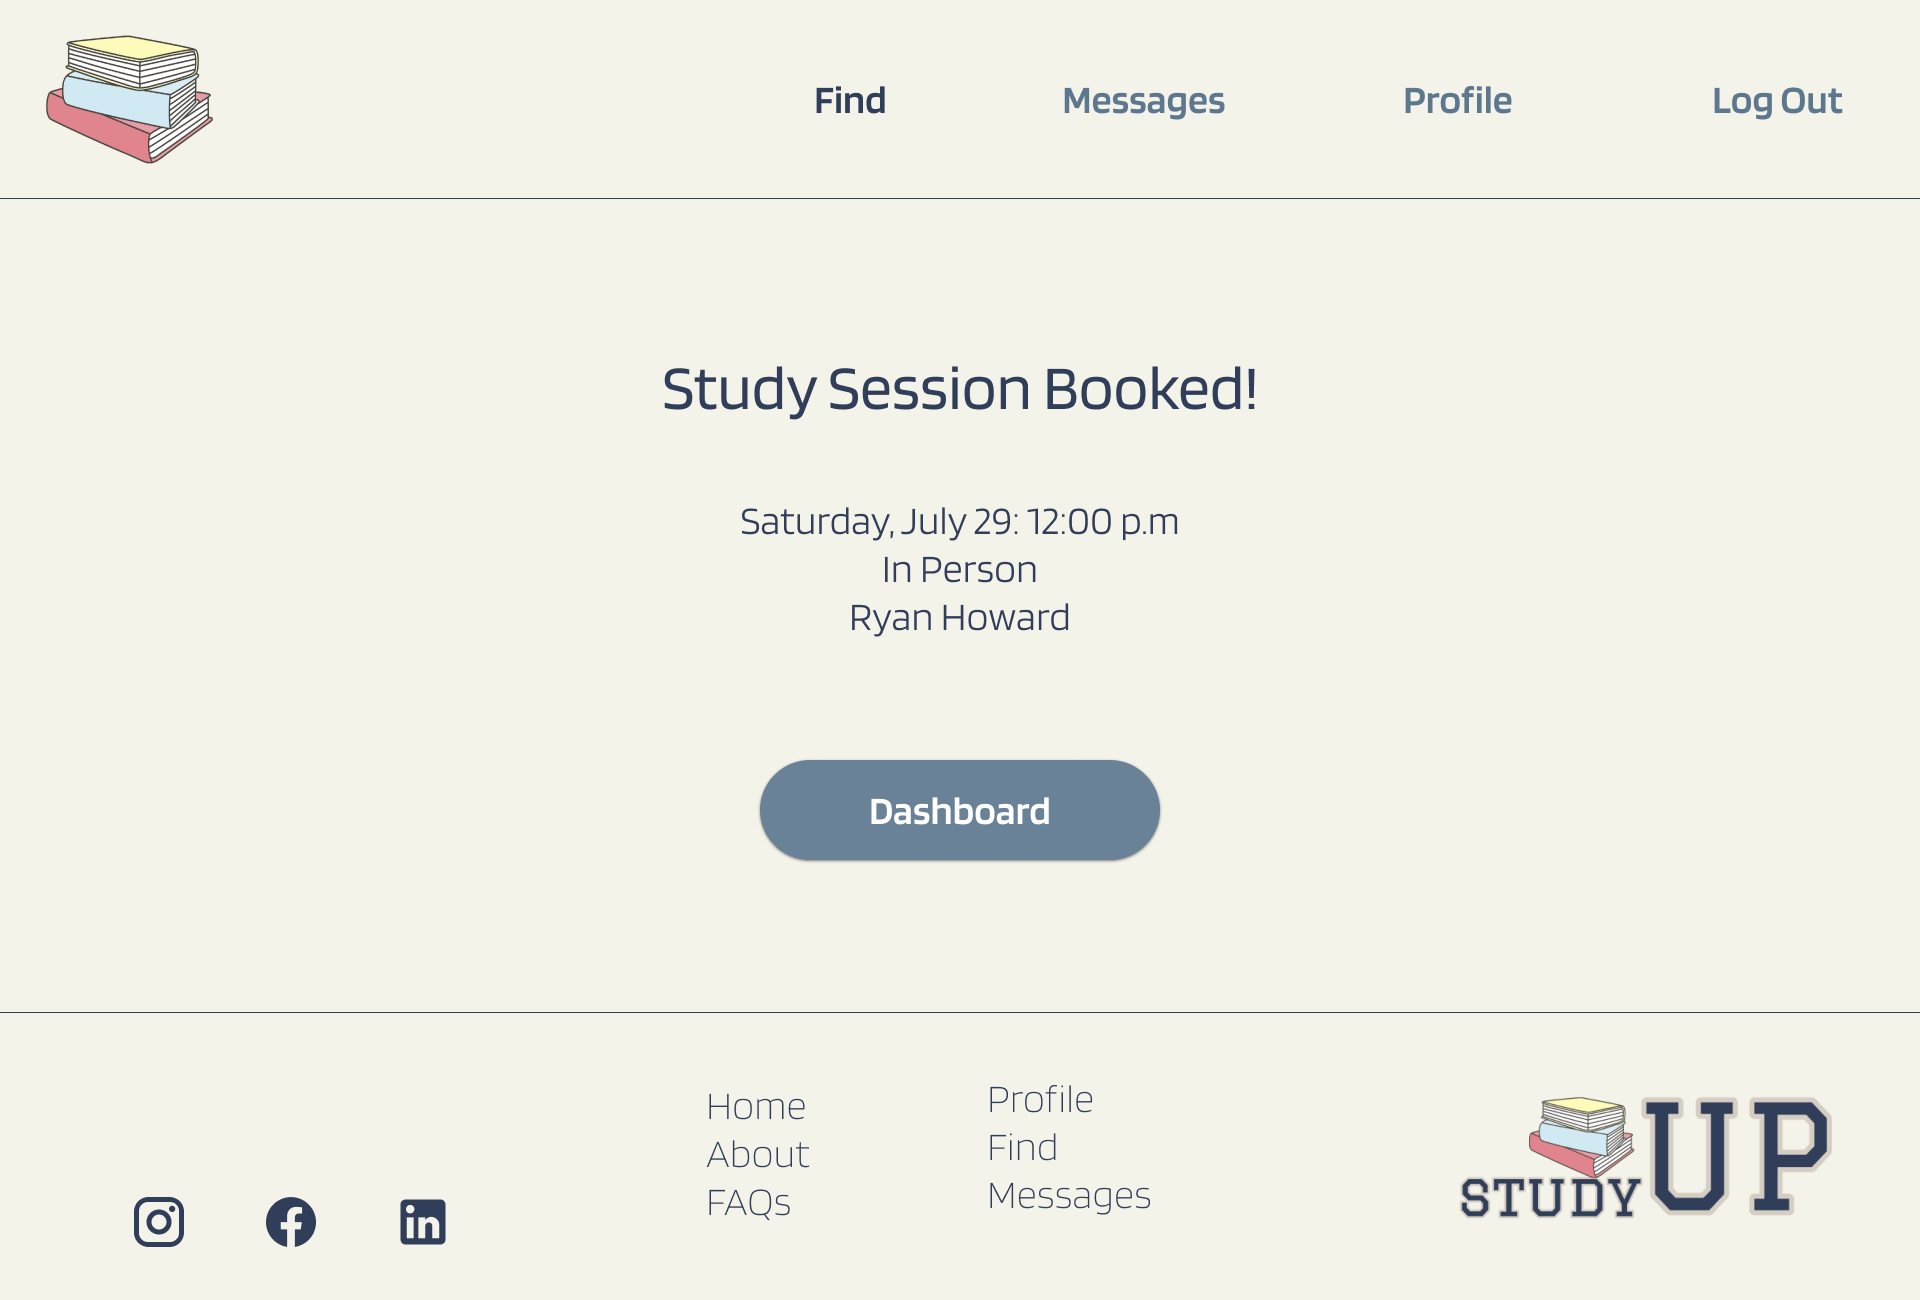 Find Messages Profile Log Out
Study Session Booked!
Saturday, July 29: 12:00 p.m
In Person
Ryan Howard
Dashboard
Home
About
FAQs
Profile
Find
Messages
STUDY UP